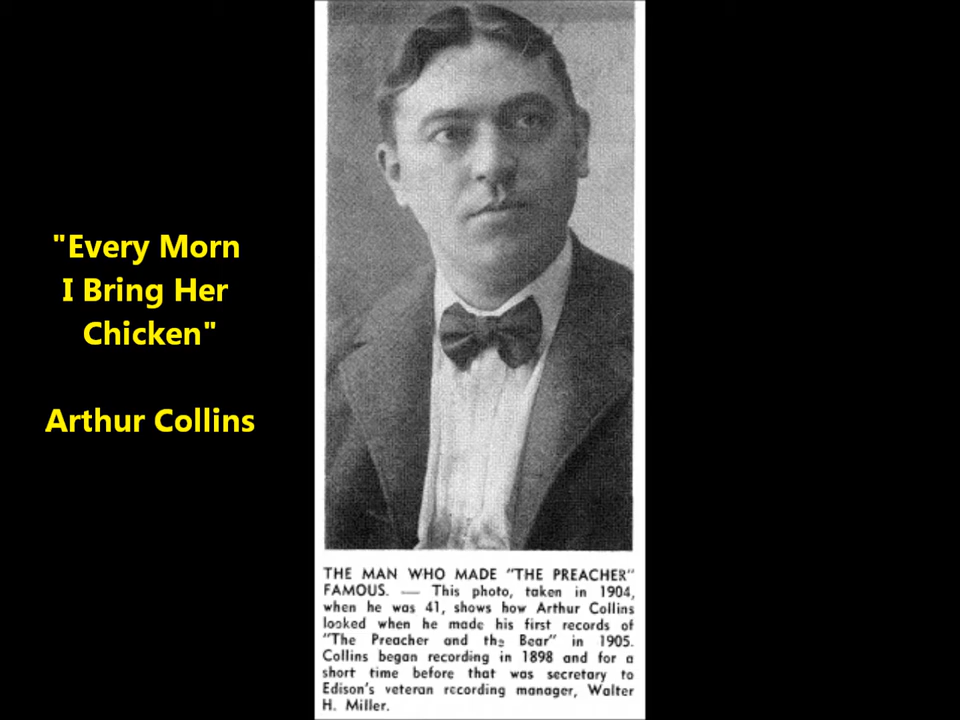 "Every Morn
I Bring Her
Chicken"
Arthur Collins
THE MAN WHO MADE "THE PREACHER"
FAMOUS. — This photo, taken in 1904,
when he was 41, shows how Arthur Collins
looked when he made his first records of
"The Preacher and the Bear" in 1905.
Collins began recording in 1898 and for a
short time before that was secretary to
Edison's veteran recording manager, Walter
H. Miller.